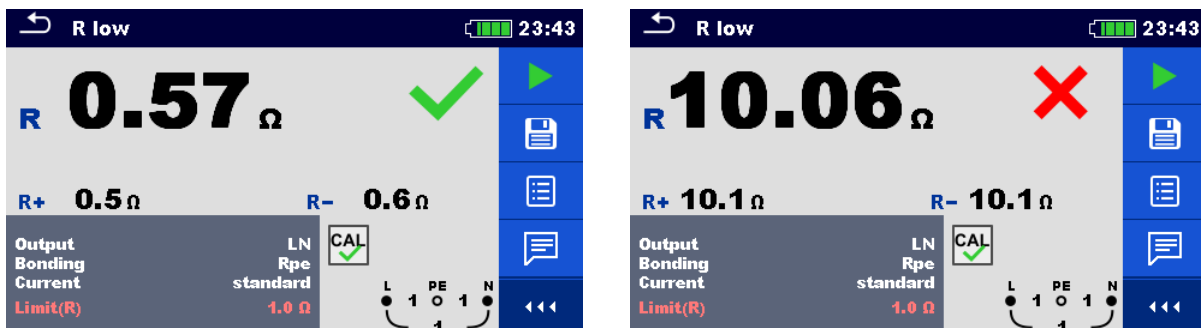 R low 23:43
R 0.57 Ω
R+ 0.5 Ω R- 0.6 Ω
Output LN
Bonding Rpe
Current standard
Limit(R) 1.0 Ω
CAL
L PE N
1 1
1
R low 23:43
R 10.06 Ω
R+ 10.1 Ω R- 10.1 Ω
Output LN
Bonding Rpe
Current standard
Limit(R) 1.0 Ω
CAL
L PE N
1 1
1